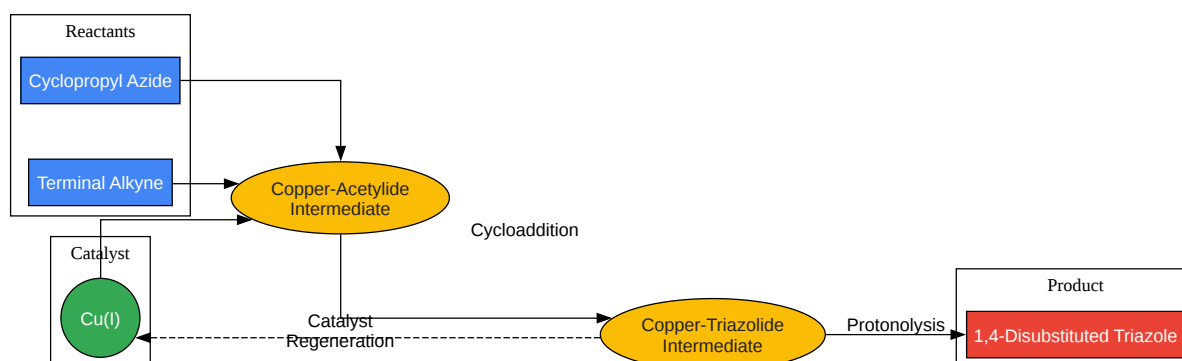 Reactants
Cyclopropyl Azide
Terminal Alkyne
Copper-Acetylide
Intermediate
Cycloaddition
Catalyst
Cu(I)
Catalyst
Regeneration
Copper-Triazolide
Intermediate
Protonolysis
Product
1,4-Disubstituted Triazole